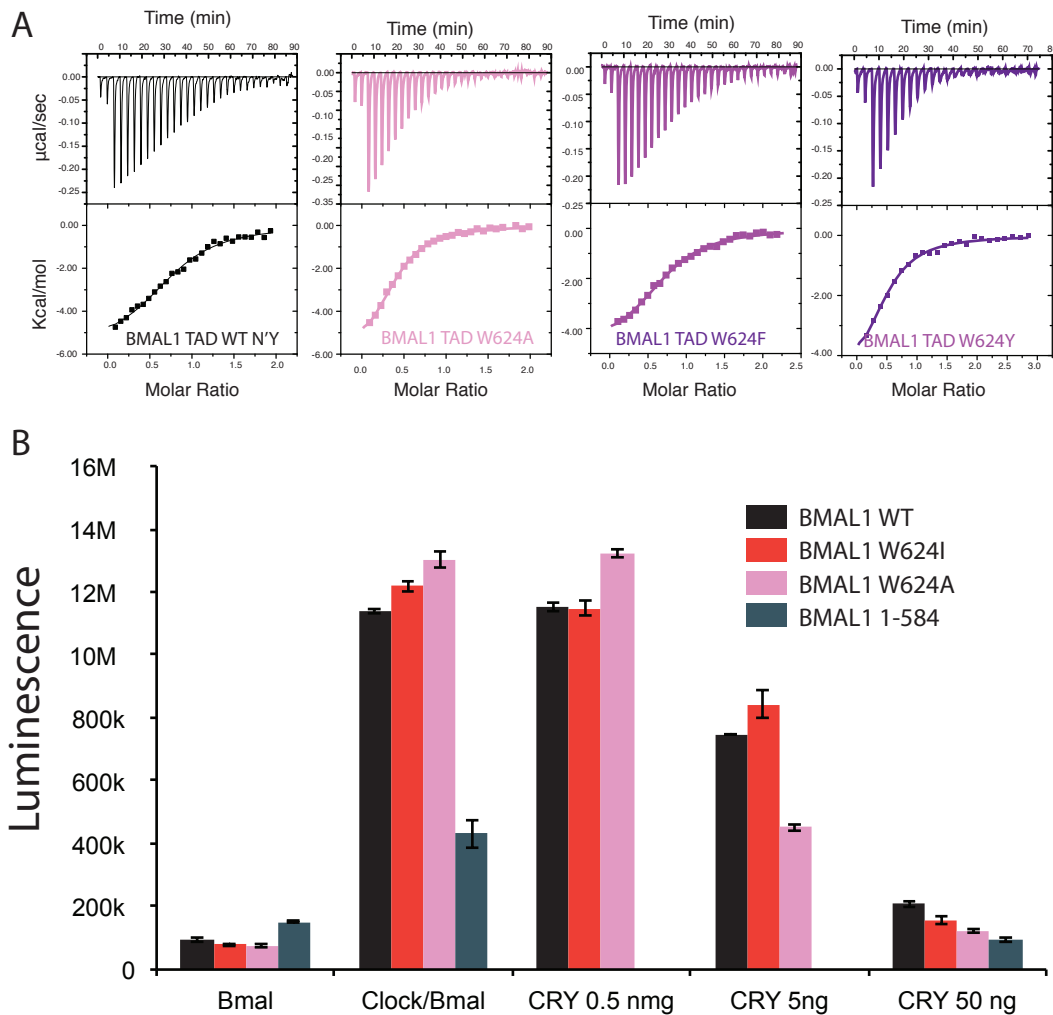 A
Time (min)
Time (min)
Time (min)
Time (min)
0 10 20 30 40 50 60 70 80 90
0 10 20 30 40 50 60 70 80 90
0 10 20 30 40 50 60 70 80 90
0 10 20 30 40 50 60 70 8
µcal/sec
0.00
-0.05
-0.10
-0.15
-0.20
-0.25
0.00
-0.05
-0.10
-0.15
-0.20
-0.25
-0.35
0.00
-0.05
-0.10
-0.15
-0.20
-0.25
0.00
-0.05
-0.10
-0.15
-0.20
-0.25
Kcal/mol
0.00
-2.00
-4.00
-6.00
0.00
-2.00
-4.00
-6.00
0.00
-2.00
-4.00
0.00
-1.00
-2.00
-3.00
-4.00
BMAL1 TAD WT N'Y
BMAL1 TAD W624A
BMAL1 TAD W624F
BMAL1 TAD W624Y
0.0 0.5 1.0 1.5 2.0
0.0 0.5 1.0 1.5 2.0
0.0 0.5 1.0 1.5 2.0 2.5
0.0 0.5 1.0 1.5 2.0 2.5 3.0
Molar Ratio
Molar Ratio
Molar Ratio
Molar Ratio
B
Luminescence
16M
14M
12M
10M
800k
600k
400k
200k
0
BMAL1 WT
BMAL1 W624I
BMAL1 W624A
BMAL1 1-584
Bmal
Clock/Bmal
CRY 0.5 nmg
CRY 5ng
CRY 50 ng